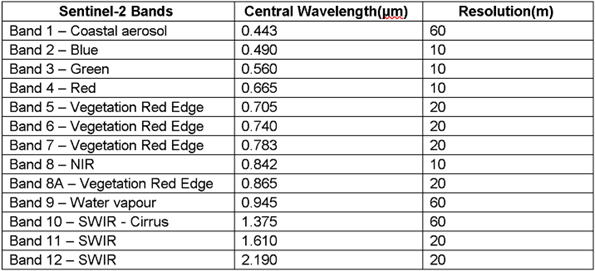 Sentinel-2 Bands Central Wavelength(µm) Resolution(m)
Band 1 – Coastal aerosol 0.443 60
Band 2 – Blue 0.490 10
Band 3 – Green 0.560 10
Band 4 – Red 0.665 10
Band 5 – Vegetation Red Edge 0.705 20
Band 6 – Vegetation Red Edge 0.740 20
Band 7 – Vegetation Red Edge 0.783 20
Band 8 – NIR 0.842 10
Band 8A – Vegetation Red Edge 0.865 20
Band 9 – Water vapour 0.945 60
Band 10 – SWIR - Cirrus 1.375 60
Band 11 – SWIR 1.610 20
Band 12 – SWIR 2.190 20